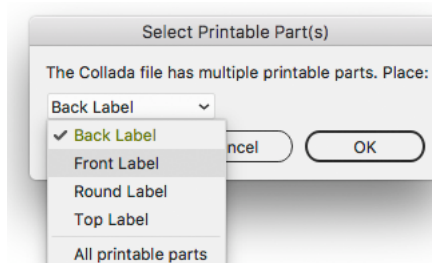 Select Printable Part(s)
The Collada file has multiple printable parts. Place:
Back Label
Back Label
Front Label
Round Label
Top Label
All printable parts
OK